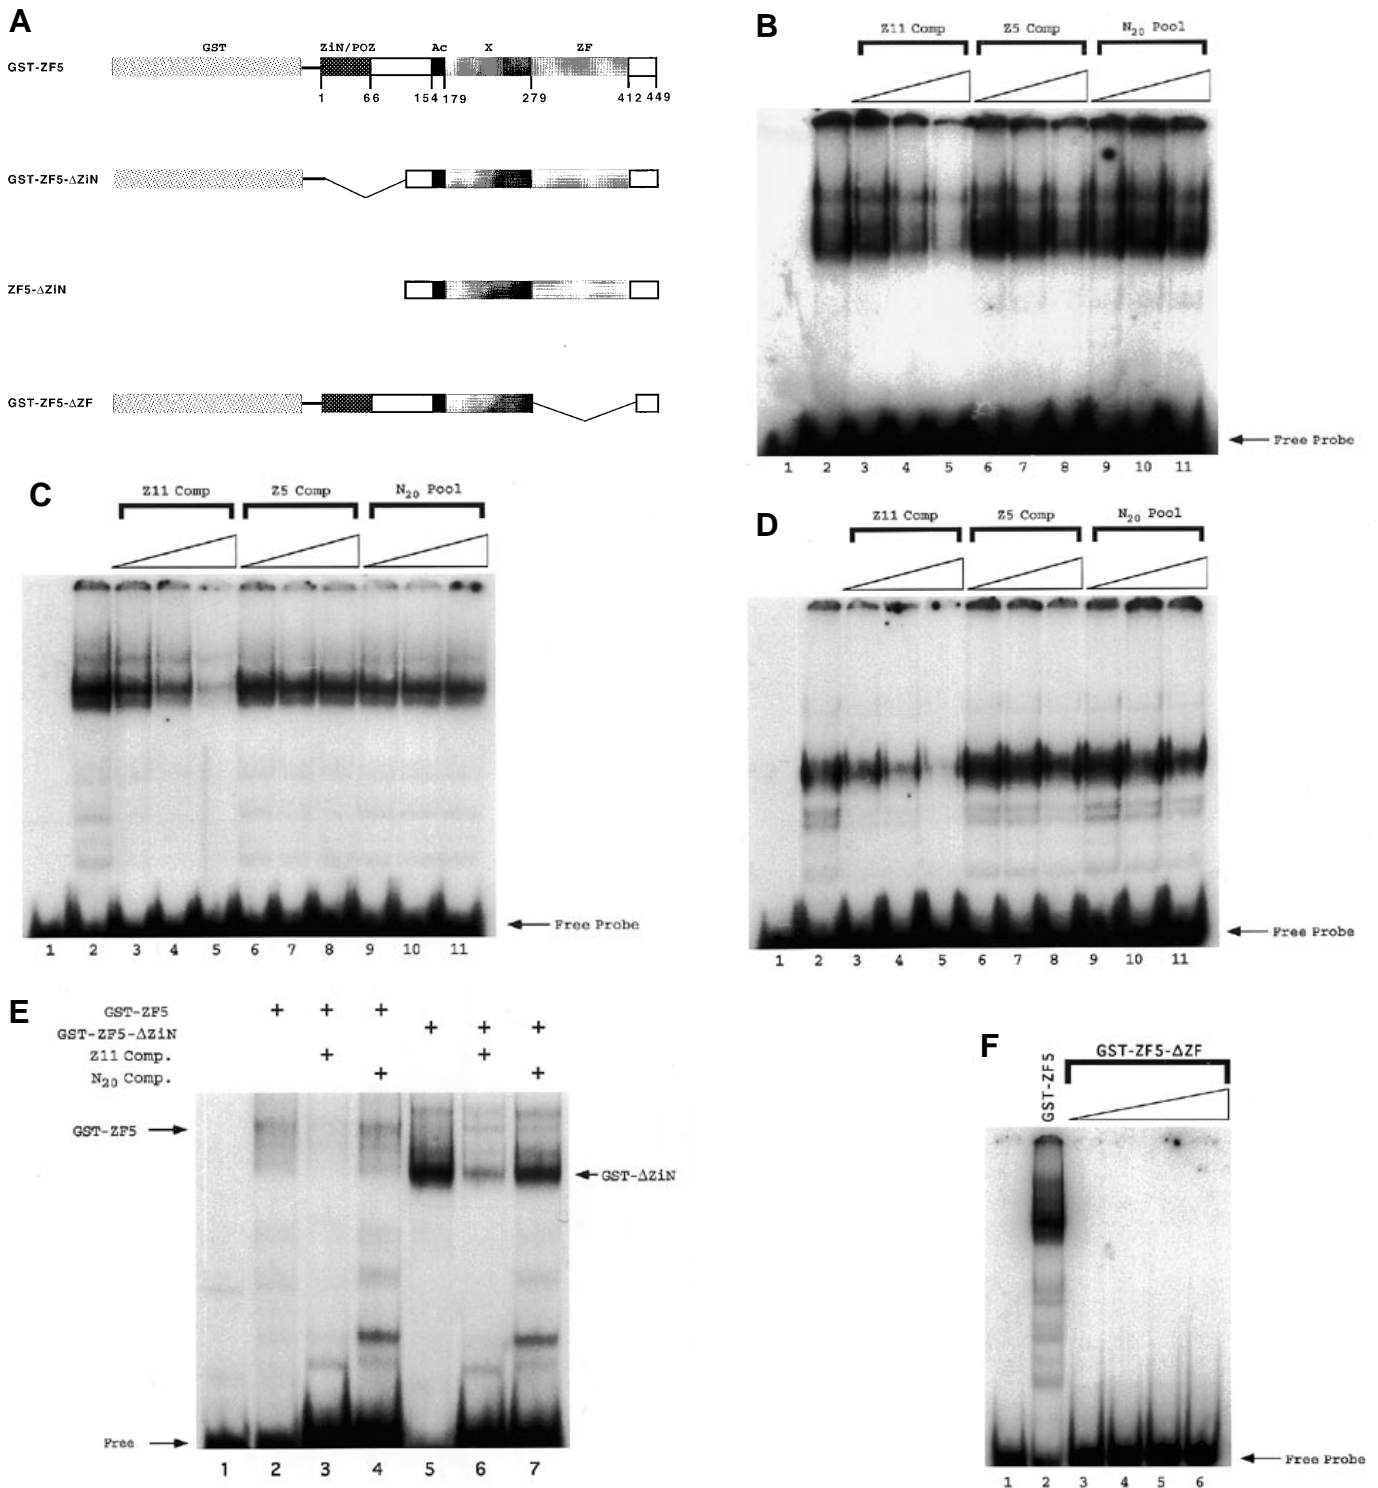 A
GST ZiN/POZ Ac X ZF
GST-ZF5
1 66 154 179 279 412 449
GST-ZF5-ΔZiN
ZF5-ΔZiN
GST-ZF5-ΔZF
B
Z11 Comp Z5 Comp N20 Pool
Free Probe
1 2 3 4 5 6 7 8 9 10 11
C
Z11 Comp Z5 Comp N20 Pool
Free Probe
1 2 3 4 5 6 7 8 9 10 11
D
Z11 Comp Z5 Comp N20 Pool
Free Probe
1 2 3 4 5 6 7 8 9 10 11
E
GST-ZF5 + + +
GST-ZF5-ΔZiN + + +
Z11 Comp. + +
N20 Comp. + +
GST-ZF5
GST-ΔZiN
Free
1 2 3 4 5 6 7
F
GST-ZF5
GST-ZF5-ΔZF
Free Probe
1 2 3 4 5 6